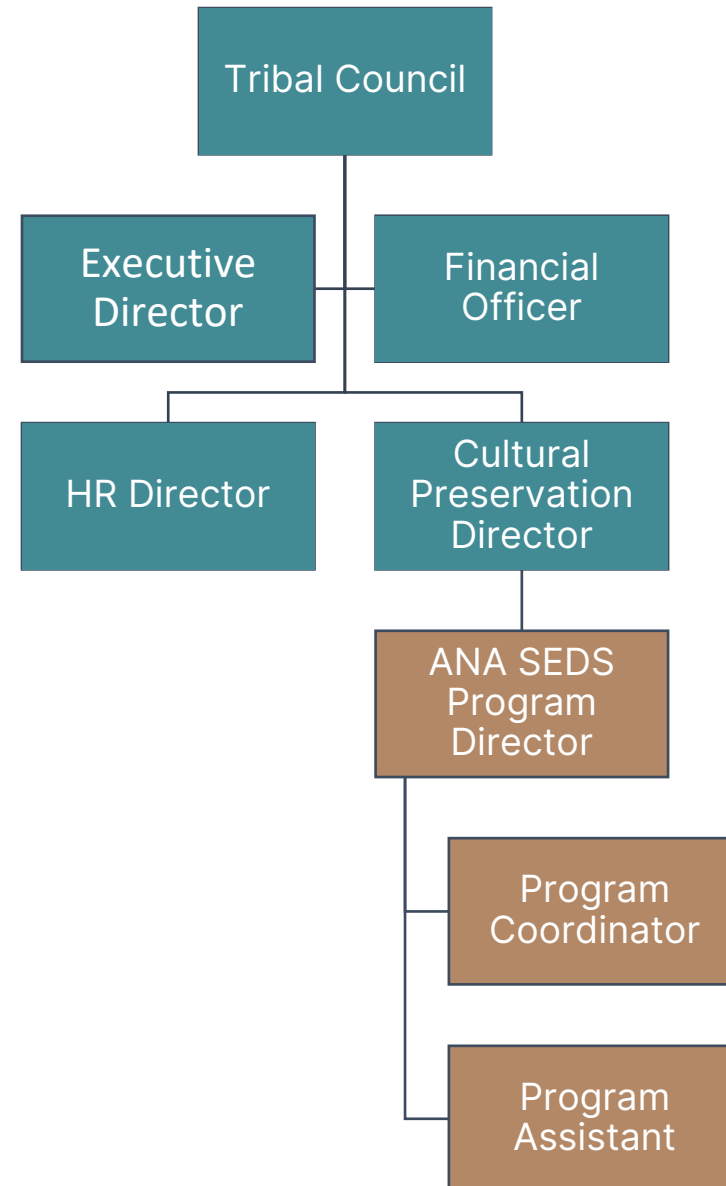 Tribal Council
Executive
Director
Financial
Officer
HR Director
Cultural
Preservation
Director
ANA SEDS
Program
Director
Program
Coordinator
Program
Assistant